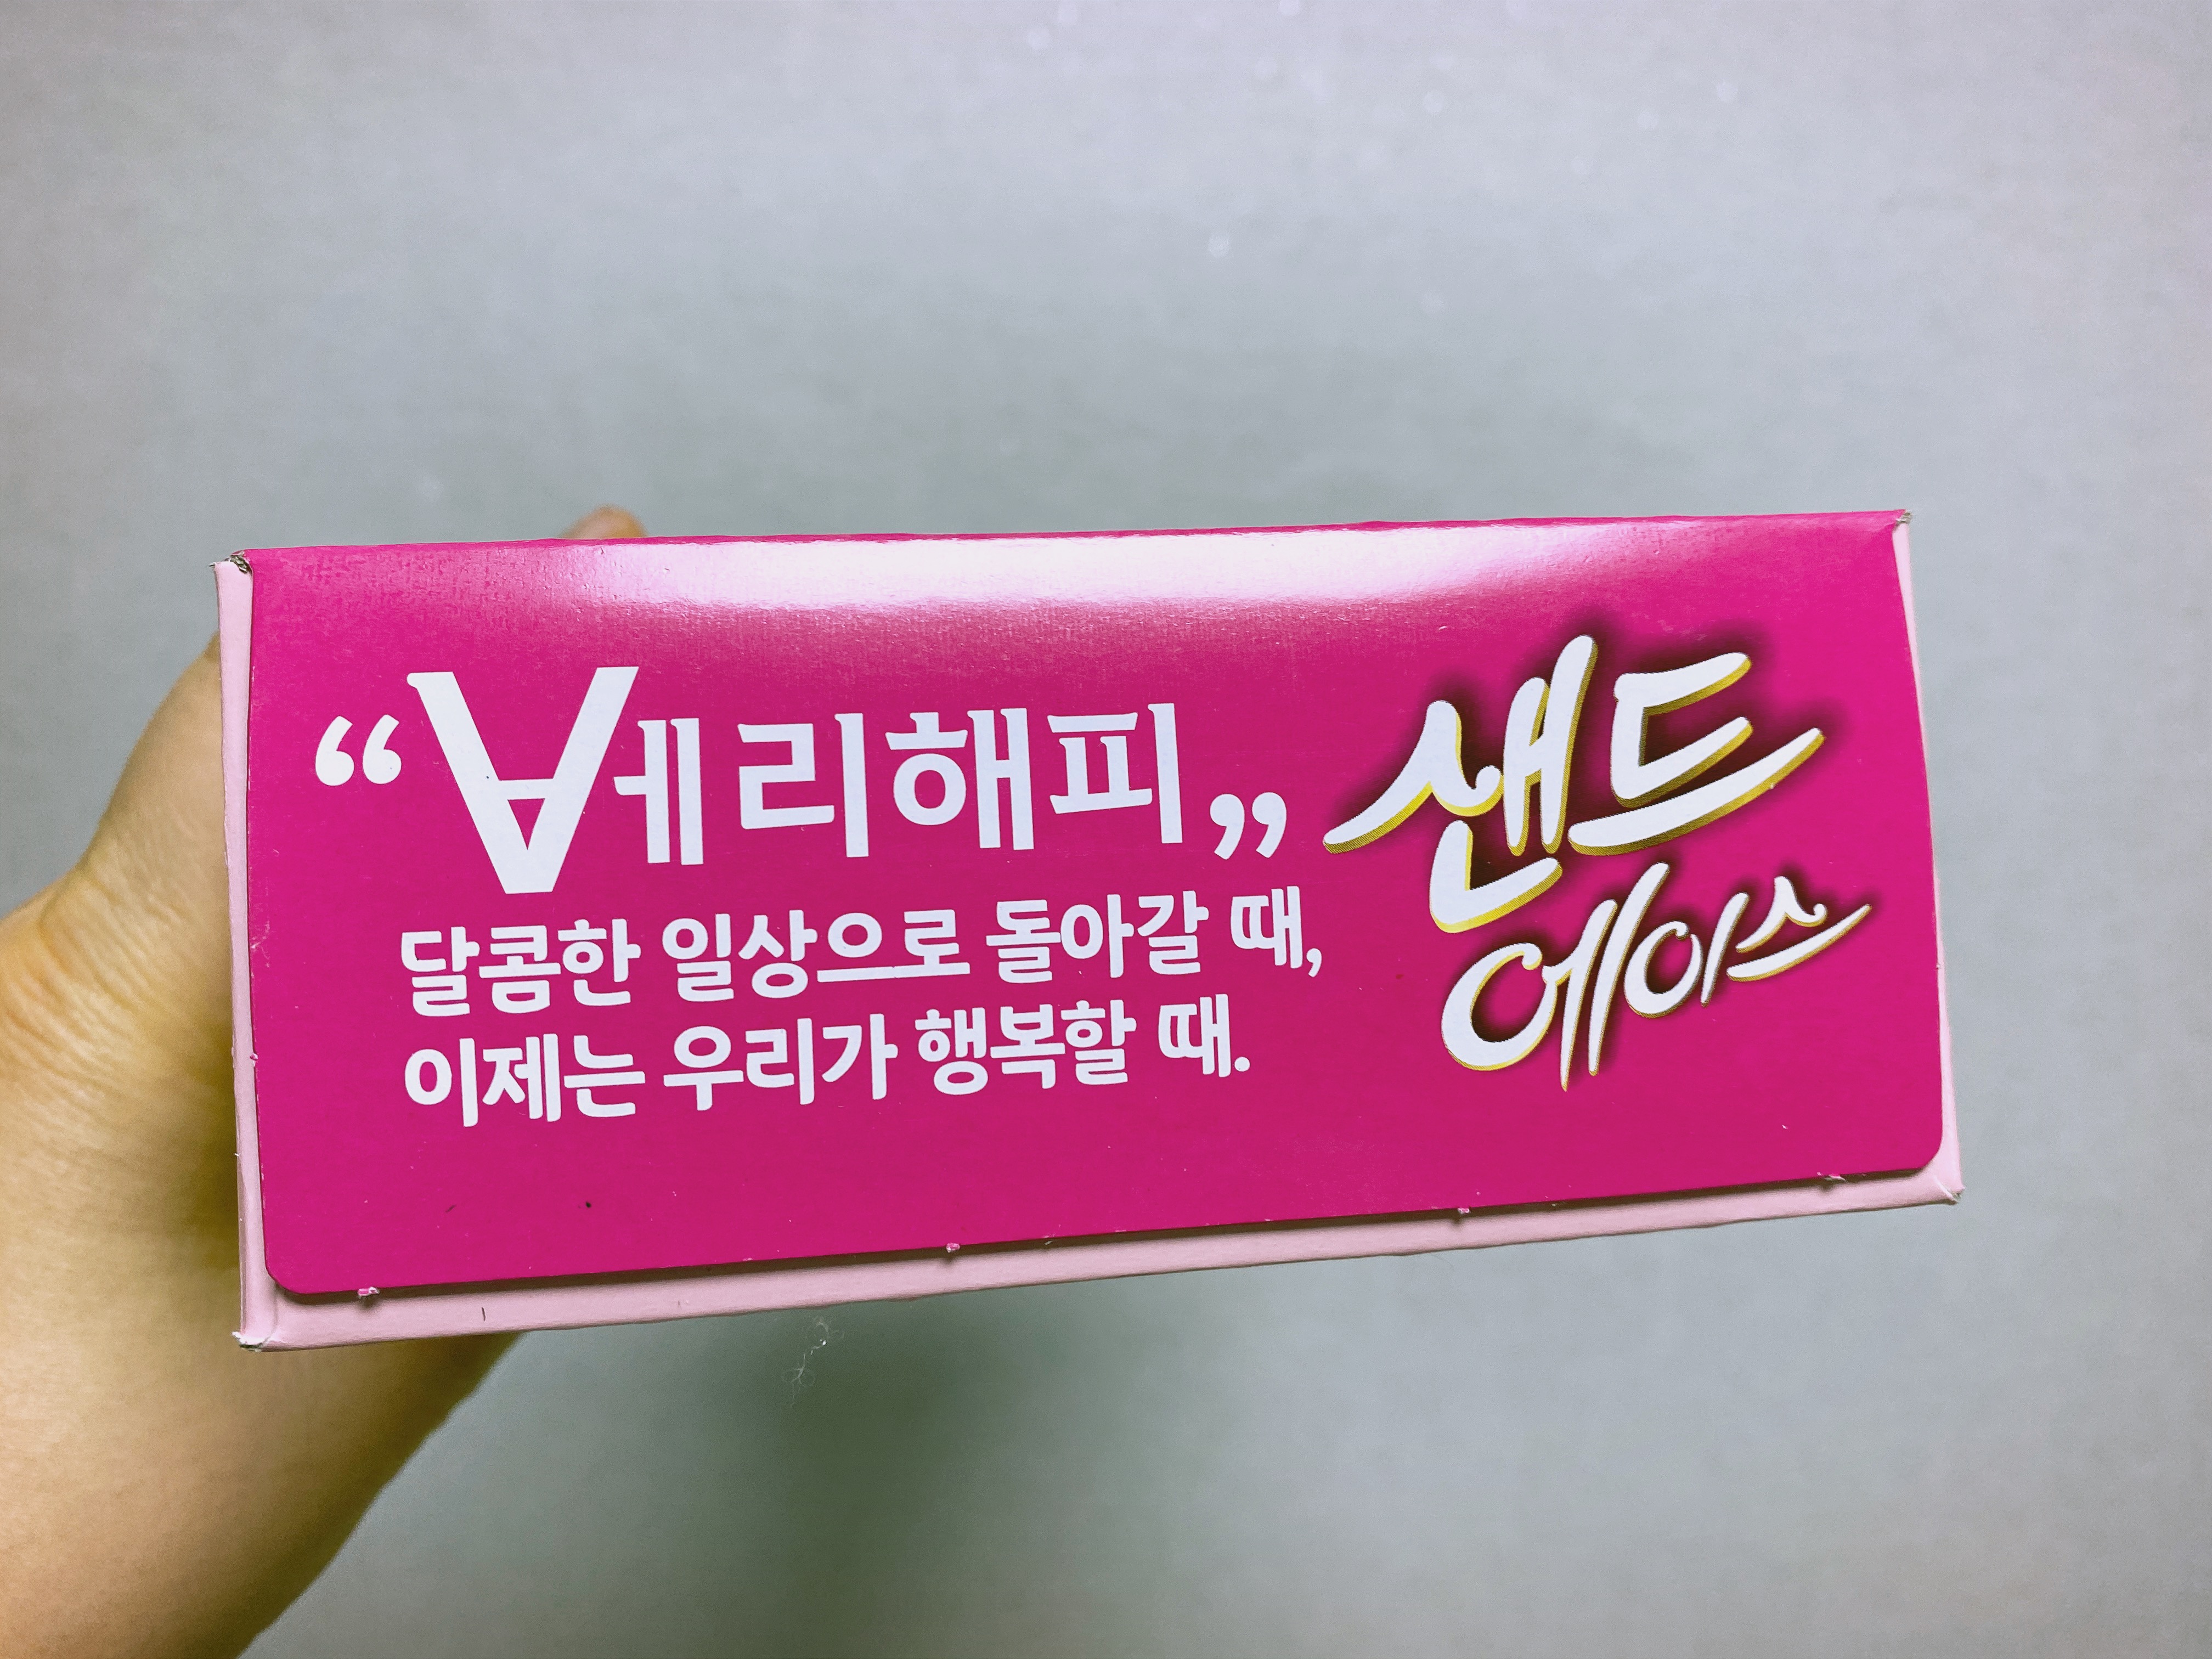 “∀ㅔ리해피”
달콤한 일상으로 돌아갈 때,
이제는 우리가 행복할 때.
샌드
에이스